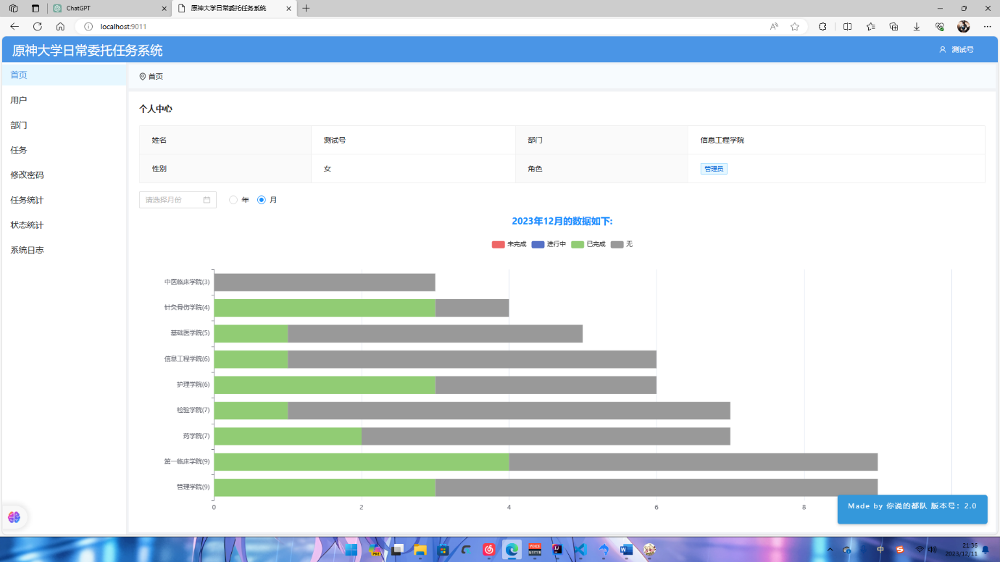 ChatGPT
原神大学日常委托任务系统
localhost:9011
原神大学日常委托任务系统
测试号
首页
用户
部门
任务
修改密码
任务统计
状态统计
系统日志
首页
个人中心
姓名 测试号 部门 信息工程学院
性别 女 角色 管理员
请选择月份 年 月
2023年12月的数据如下:
未完成 进行中 已完成 无
中医临床学院(3)
针灸骨伤学院(4)
基础医学院(5)
信息工程学院(6)
护理学院(6)
检验学院(7)
药学院(7)
第一临床学院(9)
管理学院(9)
0 2 4 6 8
Made by 你说的都队 版本号：2.0
中
21:36
2023/12/11